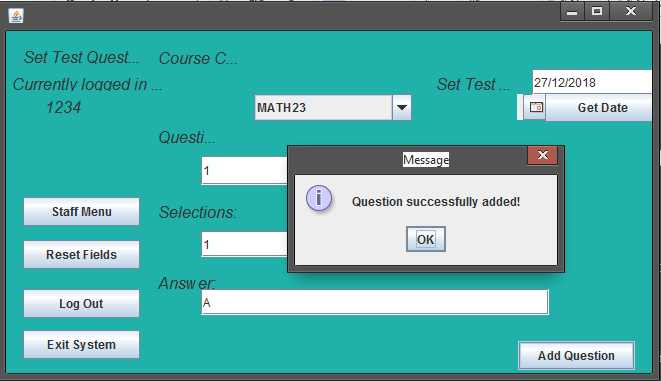 Set Test Quest...
Course C...
Currently logged in ...
Set Test ...
27/12/2018
1234
MATH23
Get Date
Questi...
1
Message
Question successfully added!
OK
Staff Menu
Selections:
1
Reset Fields
Answer:
A
Log Out
Exit System
Add Question